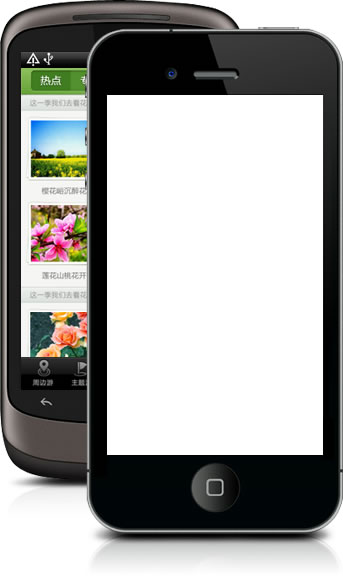 热点
这一季我们去看花
樱花峪沉醉花
莲花山桃花开
这一季我们去看花
周边游
主题